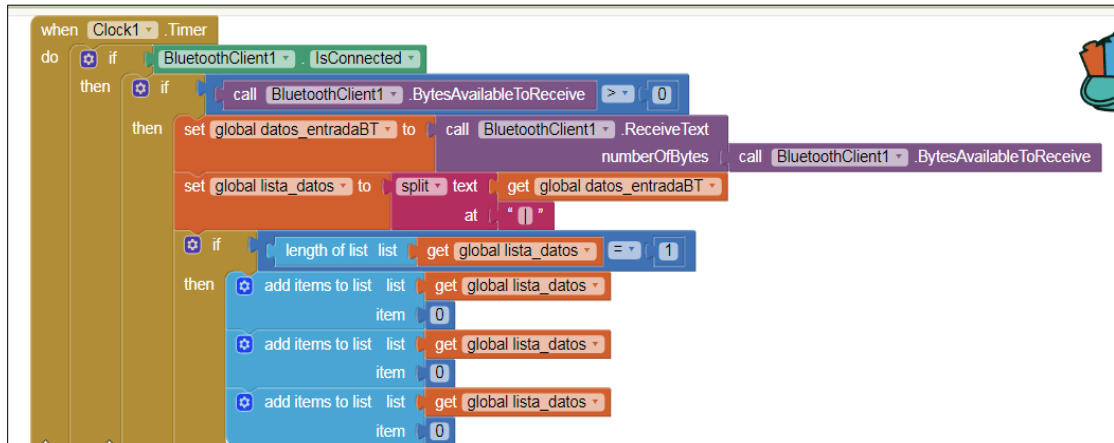 when Clock1 .Timer
do if BluetoothClient1 . IsConnected
then if call BluetoothClient1 .BytesAvailableToReceive > 0
then set global datos_entradaBT to call BluetoothClient1 .ReceiveText
numberOfBytes call BluetoothClient1 .BytesAvailableToReceive
set global lista_datos to split text get global datos_entradaBT
at " | "
if length of list list get global lista_datos = 1
then add items to list list get global lista_datos
item 0
add items to list list get global lista_datos
item 0
add items to list list get global lista_datos
item 0